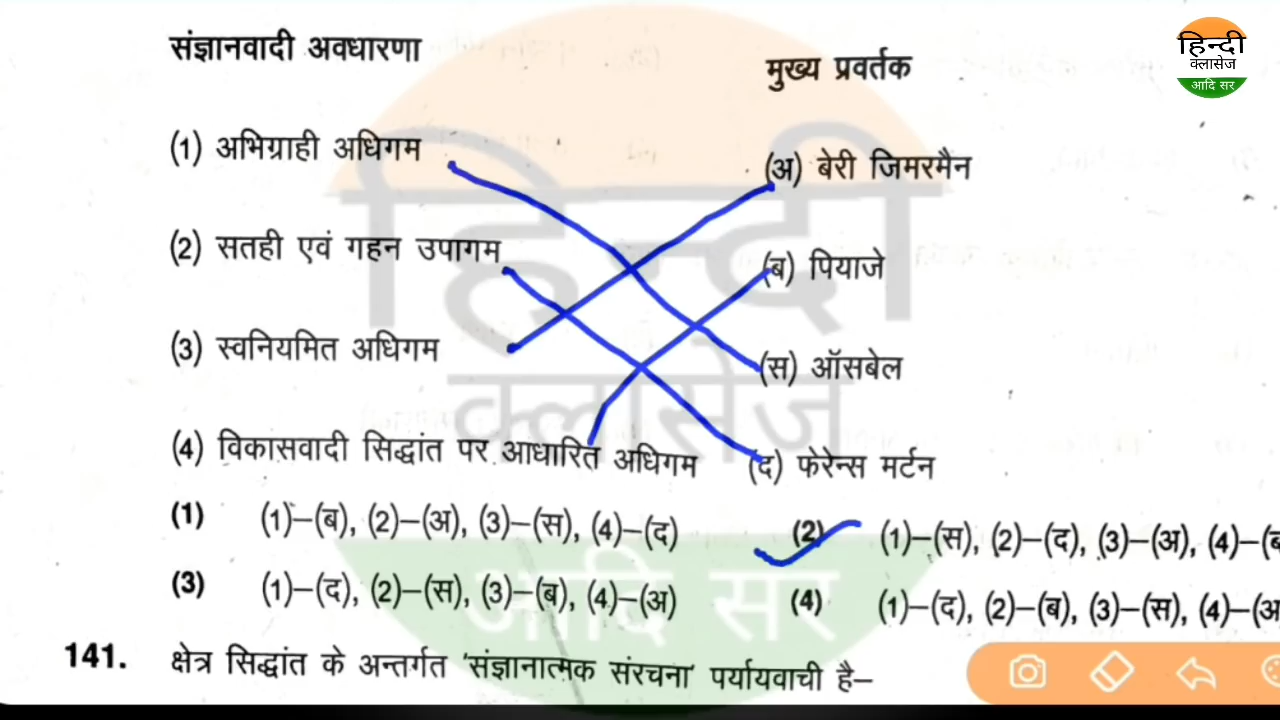 संज्ञानवादी अवधारणा
मुख्य प्रवर्तक
हिन्दी
क्लासेज
आदि सर
(1) अभिग्राही अधिगम
(अ) बेरी जिमरमैन
(2) सतही एवं गहन उपागम
(ब) पियाजे
(3) स्वनियमित अधिगम
(स) ऑसबेल
(4) विकासवादी सिद्धांत पर आधारित अधिगम
(द) फेरेन्स मर्टन
(1) (1)–(ब), (2)–(अ), (3)–(स), (4)–(द)
(2) (1)–(स), (2)–(द), (3)–(अ), (4)–(ब
(3) (1)–(द), (2)–(स), (3)–(ब), (4)–(अ)
(4) (1)–(द), (2)–(ब), (3)–(स), (4)–(अ
141. क्षेत्र सिद्धांत के अन्तर्गत 'संज्ञानात्मक संरचना' पर्यायवाची है–
हिन्दी
क्लासेज
आदि सर